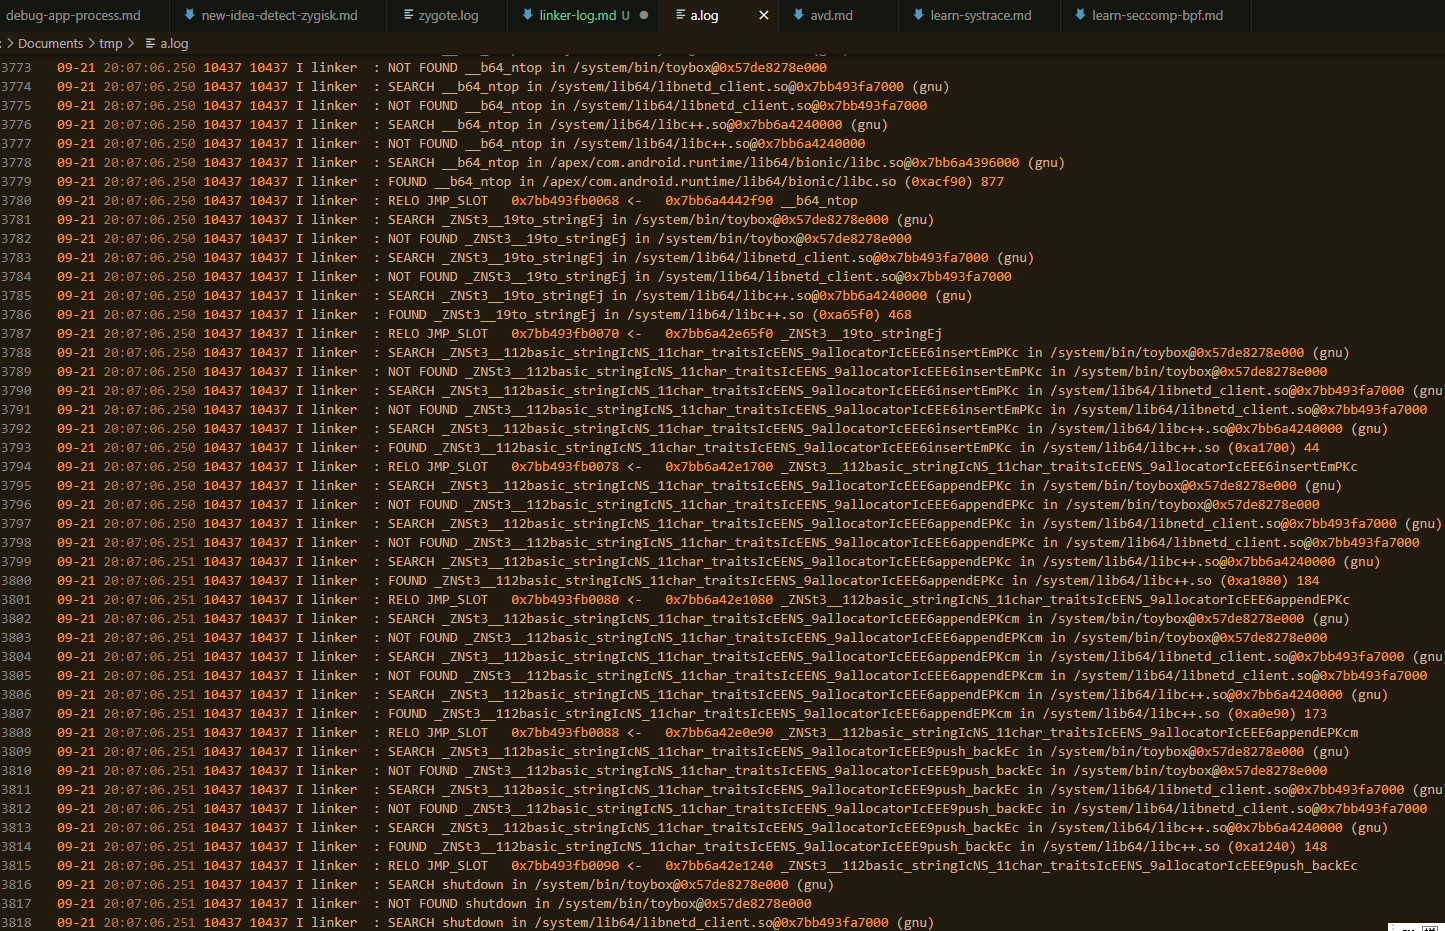 debug-app-process.md new-idea-detect-zygisk.md zygote.log linker-log.md U a.log avd.md learn-systrace.md learn-seccomp-bpf.md
: > Documents > tmp > a.log
3773 09-21 20:07:06.250 10437 10437 I linker : NOT FOUND __b64_ntop in /system/bin/toybox@0x57de8278e000
3774 09-21 20:07:06.250 10437 10437 I linker : SEARCH __b64_ntop in /system/lib64/libnetd_client.so@0x7bb493fa7000 (gnu)
3775 09-21 20:07:06.250 10437 10437 I linker : NOT FOUND __b64_ntop in /system/lib64/libnetd_client.so@0x7bb493fa7000
3776 09-21 20:07:06.250 10437 10437 I linker : SEARCH __b64_ntop in /system/lib64/libc++.so@0x7bb6a4240000 (gnu)
3777 09-21 20:07:06.250 10437 10437 I linker : NOT FOUND __b64_ntop in /system/lib64/libc++.so@0x7bb6a4240000
3778 09-21 20:07:06.250 10437 10437 I linker : SEARCH __b64_ntop in /apex/com.android.runtime/lib64/bionic/libc.so@0x7bb6a4396000 (gnu)
3779 09-21 20:07:06.250 10437 10437 I linker : FOUND __b64_ntop in /apex/com.android.runtime/lib64/bionic/libc.so (0xacf90) 877
3780 09-21 20:07:06.250 10437 10437 I linker : RELO JMP_SLOT 0x7bb493fb0068 <- 0x7bb6a4442f90 __b64_ntop
3781 09-21 20:07:06.250 10437 10437 I linker : SEARCH _ZNSt3__19to_stringEj in /system/bin/toybox@0x57de8278e000 (gnu)
3782 09-21 20:07:06.250 10437 10437 I linker : NOT FOUND _ZNSt3__19to_stringEj in /system/bin/toybox@0x57de8278e000
3783 09-21 20:07:06.250 10437 10437 I linker : SEARCH _ZNSt3__19to_stringEj in /system/lib64/libnetd_client.so@0x7bb493fa7000 (gnu)
3784 09-21 20:07:06.250 10437 10437 I linker : NOT FOUND _ZNSt3__19to_stringEj in /system/lib64/libnetd_client.so@0x7bb493fa7000
3785 09-21 20:07:06.250 10437 10437 I linker : SEARCH _ZNSt3__19to_stringEj in /system/lib64/libc++.so@0x7bb6a4240000 (gnu)
3786 09-21 20:07:06.250 10437 10437 I linker : FOUND _ZNSt3__19to_stringEj in /system/lib64/libc++.so (0xa65f0) 468
3787 09-21 20:07:06.250 10437 10437 I linker : RELO JMP_SLOT 0x7bb493fb0070 <- 0x7bb6a42e65f0 _ZNSt3__19to_stringEj
3788 09-21 20:07:06.250 10437 10437 I linker : SEARCH _ZNSt3__112basic_stringIcNS_11char_traitsIcEENS_9allocatorIcEEE6insertEmPKc in /system/bin/toybox@0x57de8278e000 (gnu)
3789 09-21 20:07:06.250 10437 10437 I linker : NOT FOUND _ZNSt3__112basic_stringIcNS_11char_traitsIcEENS_9allocatorIcEEE6insertEmPKc in /system/bin/toybox@0x57de8278e000
3790 09-21 20:07:06.250 10437 10437 I linker : SEARCH _ZNSt3__112basic_stringIcNS_11char_traitsIcEENS_9allocatorIcEEE6insertEmPKc in /system/lib64/libnetd_client.so@0x7bb493fa7000 (gnu
3791 09-21 20:07:06.250 10437 10437 I linker : NOT FOUND _ZNSt3__112basic_stringIcNS_11char_traitsIcEENS_9allocatorIcEEE6insertEmPKc in /system/lib64/libnetd_client.so@0x7bb493fa7000
3792 09-21 20:07:06.250 10437 10437 I linker : SEARCH _ZNSt3__112basic_stringIcNS_11char_traitsIcEENS_9allocatorIcEEE6insertEmPKc in /system/lib64/libc++.so@0x7bb6a4240000 (gnu)
3793 09-21 20:07:06.250 10437 10437 I linker : FOUND _ZNSt3__112basic_stringIcNS_11char_traitsIcEENS_9allocatorIcEEE6insertEmPKc in /system/lib64/libc++.so (0xa1700) 44
3794 09-21 20:07:06.250 10437 10437 I linker : RELO JMP_SLOT 0x7bb493fb0078 <- 0x7bb6a42e1700 _ZNSt3__112basic_stringIcNS_11char_traitsIcEENS_9allocatorIcEEE6insertEmPKc
3795 09-21 20:07:06.250 10437 10437 I linker : SEARCH _ZNSt3__112basic_stringIcNS_11char_traitsIcEENS_9allocatorIcEEE6appendEPKc in /system/bin/toybox@0x57de8278e000 (gnu)
3796 09-21 20:07:06.250 10437 10437 I linker : NOT FOUND _ZNSt3__112basic_stringIcNS_11char_traitsIcEENS_9allocatorIcEEE6appendEPKc in /system/bin/toybox@0x57de8278e000
3797 09-21 20:07:06.250 10437 10437 I linker : SEARCH _ZNSt3__112basic_stringIcNS_11char_traitsIcEENS_9allocatorIcEEE6appendEPKc in /system/lib64/libnetd_client.so@0x7bb493fa7000 (gnu)
3798 09-21 20:07:06.251 10437 10437 I linker : NOT FOUND _ZNSt3__112basic_stringIcNS_11char_traitsIcEENS_9allocatorIcEEE6appendEPKc in /system/lib64/libnetd_client.so@0x7bb493fa7000
3799 09-21 20:07:06.251 10437 10437 I linker : SEARCH _ZNSt3__112basic_stringIcNS_11char_traitsIcEENS_9allocatorIcEEE6appendEPKc in /system/lib64/libc++.so@0x7bb6a4240000 (gnu)
3800 09-21 20:07:06.251 10437 10437 I linker : FOUND _ZNSt3__112basic_stringIcNS_11char_traitsIcEENS_9allocatorIcEEE6appendEPKc in /system/lib64/libc++.so (0xa1080) 184
3801 09-21 20:07:06.251 10437 10437 I linker : RELO JMP_SLOT 0x7bb493fb0080 <- 0x7bb6a42e1080 _ZNSt3__112basic_stringIcNS_11char_traitsIcEENS_9allocatorIcEEE6appendEPKc
3802 09-21 20:07:06.251 10437 10437 I linker : SEARCH _ZNSt3__112basic_stringIcNS_11char_traitsIcEENS_9allocatorIcEEE6appendEPKcm in /system/bin/toybox@0x57de8278e000 (gnu)
3803 09-21 20:07:06.251 10437 10437 I linker : NOT FOUND _ZNSt3__112basic_stringIcNS_11char_traitsIcEENS_9allocatorIcEEE6appendEPKcm in /system/bin/toybox@0x57de8278e000
3804 09-21 20:07:06.251 10437 10437 I linker : SEARCH _ZNSt3__112basic_stringIcNS_11char_traitsIcEENS_9allocatorIcEEE6appendEPKcm in /system/lib64/libnetd_client.so@0x7bb493fa7000 (gnu
3805 09-21 20:07:06.251 10437 10437 I linker : NOT FOUND _ZNSt3__112basic_stringIcNS_11char_traitsIcEENS_9allocatorIcEEE6appendEPKcm in /system/lib64/libnetd_client.so@0x7bb493fa7000
3806 09-21 20:07:06.251 10437 10437 I linker : SEARCH _ZNSt3__112basic_stringIcNS_11char_traitsIcEENS_9allocatorIcEEE6appendEPKcm in /system/lib64/libc++.so@0x7bb6a4240000 (gnu)
3807 09-21 20:07:06.251 10437 10437 I linker : FOUND _ZNSt3__112basic_stringIcNS_11char_traitsIcEENS_9allocatorIcEEE6appendEPKcm in /system/lib64/libc++.so (0xa0e90) 173
3808 09-21 20:07:06.251 10437 10437 I linker : RELO JMP_SLOT 0x7bb493fb0088 <- 0x7bb6a42e0e90 _ZNSt3__112basic_stringIcNS_11char_traitsIcEENS_9allocatorIcEEE6appendEPKcm
3809 09-21 20:07:06.251 10437 10437 I linker : SEARCH _ZNSt3__112basic_stringIcNS_11char_traitsIcEENS_9allocatorIcEEE9push_backEc in /system/bin/toybox@0x57de8278e000 (gnu)
3810 09-21 20:07:06.251 10437 10437 I linker : NOT FOUND _ZNSt3__112basic_stringIcNS_11char_traitsIcEENS_9allocatorIcEEE9push_backEc in /system/bin/toybox@0x57de8278e000
3811 09-21 20:07:06.251 10437 10437 I linker : SEARCH _ZNSt3__112basic_stringIcNS_11char_traitsIcEENS_9allocatorIcEEE9push_backEc in /system/lib64/libnetd_client.so@0x7bb493fa7000 (gnu
3812 09-21 20:07:06.251 10437 10437 I linker : NOT FOUND _ZNSt3__112basic_stringIcNS_11char_traitsIcEENS_9allocatorIcEEE9push_backEc in /system/lib64/libnetd_client.so@0x7bb493fa7000
3813 09-21 20:07:06.251 10437 10437 I linker : SEARCH _ZNSt3__112basic_stringIcNS_11char_traitsIcEENS_9allocatorIcEEE9push_backEc in /system/lib64/libc++.so@0x7bb6a4240000 (gnu)
3814 09-21 20:07:06.251 10437 10437 I linker : FOUND _ZNSt3__112basic_stringIcNS_11char_traitsIcEENS_9allocatorIcEEE9push_backEc in /system/lib64/libc++.so (0xa1240) 148
3815 09-21 20:07:06.251 10437 10437 I linker : RELO JMP_SLOT 0x7bb493fb0090 <- 0x7bb6a42e1240 _ZNSt3__112basic_stringIcNS_11char_traitsIcEENS_9allocatorIcEEE9push_backEc
3816 09-21 20:07:06.251 10437 10437 I linker : SEARCH shutdown in /system/bin/toybox@0x57de8278e000 (gnu)
3817 09-21 20:07:06.251 10437 10437 I linker : NOT FOUND shutdown in /system/bin/toybox@0x57de8278e000
3818 09-21 20:07:06.251 10437 10437 I linker : SEARCH shutdown in /system/lib64/libnetd_client.so@0x7bb493fa7000 (gnu)